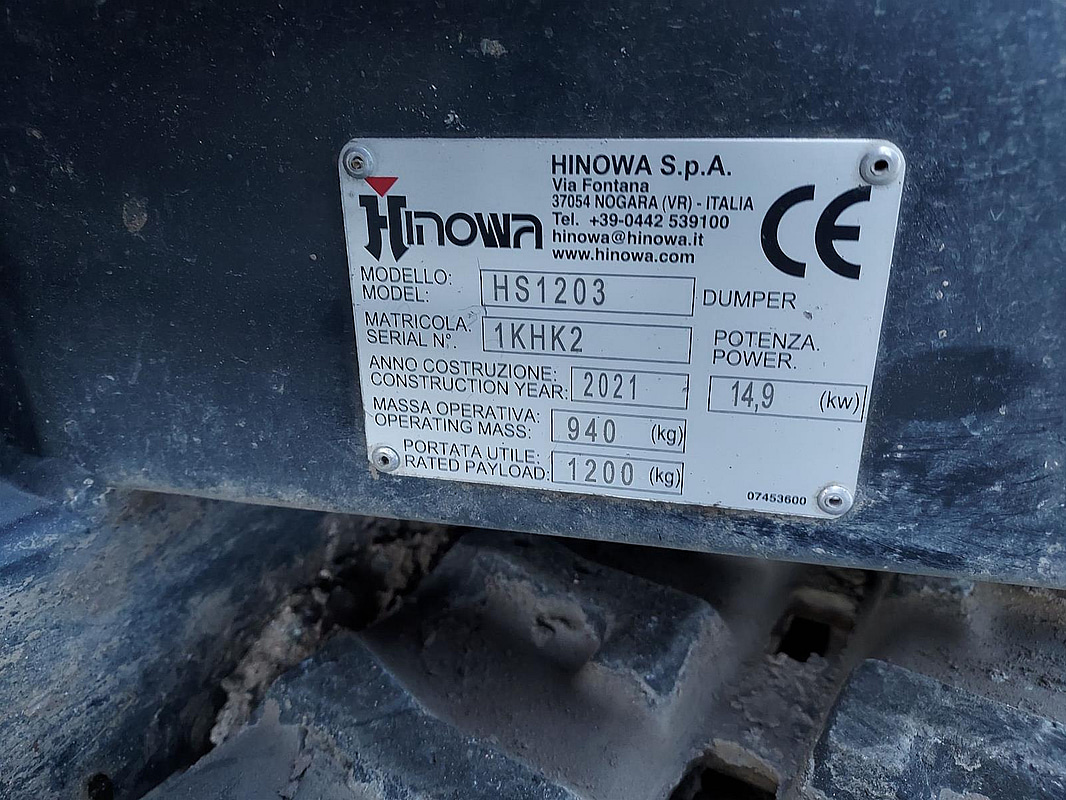 HINOWA S.p.A.
Via Fontana
37054 NOGARA (VR) - ITALIA
Tel. +39-0442 539100
hinowa@hinowa.it
www.hinowa.com
HINOWA
CE
MODELLO:
MODEL:
HS1203
DUMPER
MATRICOLA.
SERIAL N°.
1KHK2
POTENZA.
POWER.
14,9 (kw)
ANNO COSTRUZIONE:
CONSTRUCTION YEAR:
2021
MASSA OPERATIVA:
OPERATING MASS:
940 (kg)
PORTATA UTILE:
RATED PAYLOAD:
1200 (kg)
07453600